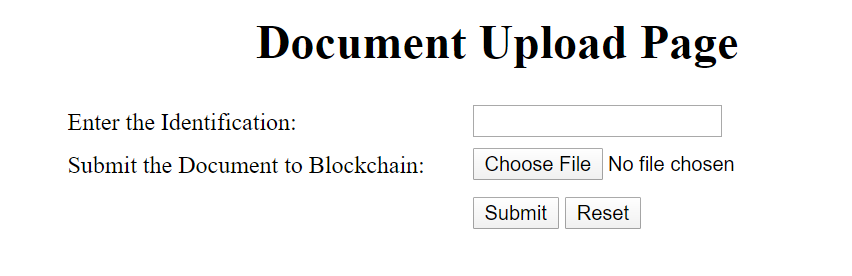 Document Upload Page
Enter the Identification:
Submit the Document to Blockchain: Choose File No file chosen
Submit Reset